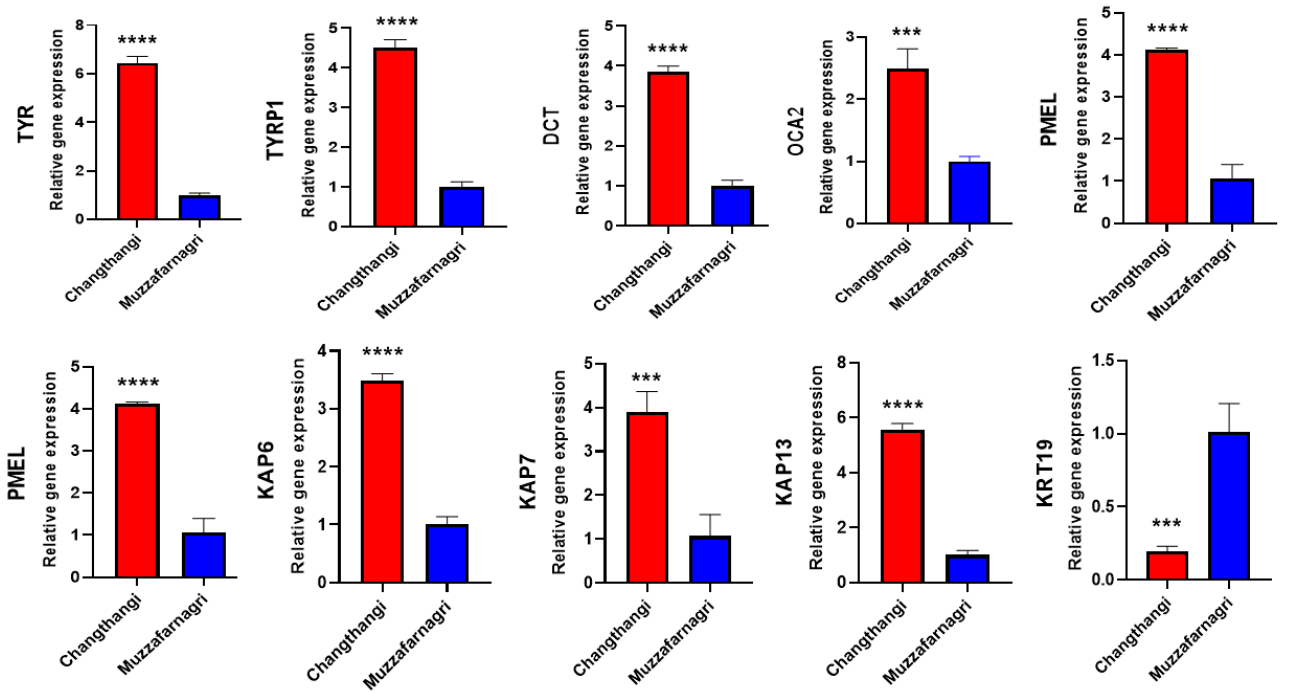 TYR
Relative gene expression
8
6
4
2
0
****
Changthangi
Muzzafarnagri
TYRP1
Relative gene expression
5
4
3
2
1
0
****
Changthangi
Muzzafarnagri
DCT
Relative gene expression
5
4
3
2
1
0
****
Changthangi
Muzzafarnagri
OCA2
Relative gene expression
3
2
1
0
***
Changthangi
Muzzafarnagri
PMEL
Relative gene expression
5
4
3
2
1
0
****
Changthangi
Muzzafarnagri
PMEL
Relative gene expression
5
4
3
2
1
0
****
Changthangi
Muzzafarnagri
KAP6
Relative gene expression
4
3
2
1
0
****
Changthangi
Muzzafarnagri
KAP7
Relative gene expression
5
4
3
2
1
0
***
Changthangi
Muzzafarnagri
KAP13
Relative gene expression
8
6
4
2
0
****
Changthangi
Muzzafarnagri
KRT19
Relative gene expression
1.5
1.0
0.5
0.0
***
Changthangi
Muzzafarnagri